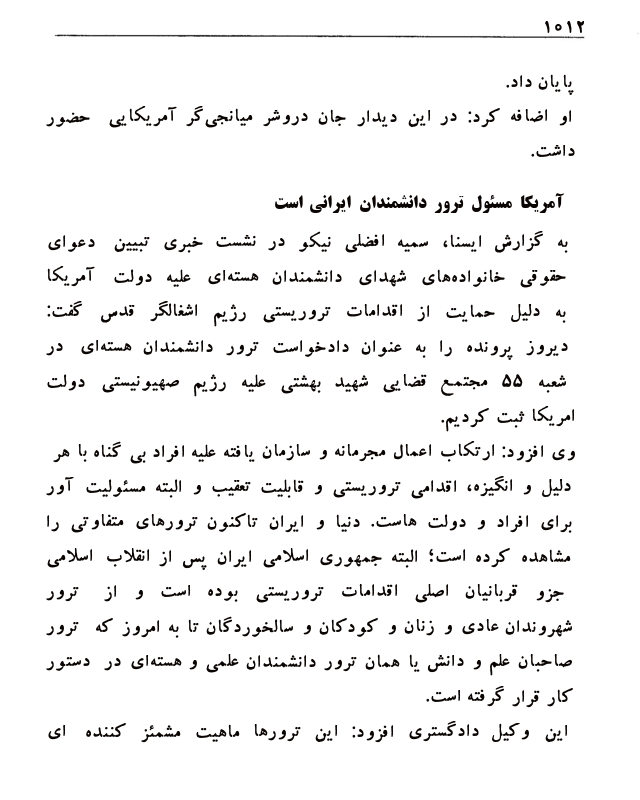 ۱۰۱۲
پایان داد.
او اضافه کرد: در این دیدار جان دروشر میانجی‌گر آمریکایی حضور
داشت.
آمریکا مسئول ترور دانشمندان ایرانی است
به گزارش ایسنا، سمیه افضلی نیکو در نشست خبری تبیین دعوای
حقوقی خانواده‌های شهدای دانشمندان هسته‌ای علیه دولت آمریکا
به دلیل حمایت از اقدامات تروریستی رژیم اشغالگر قدس گفت:
دیروز پرونده را به عنوان دادخواست ترور دانشمندان هسته‌ای در
شعبه ۵۵ مجتمع قضایی شهید بهشتی علیه رژیم صهیونیستی دولت
امریکا ثبت کردیم.
وی افزود: ارتکاب اعمال مجرمانه و سازمان یافته علیه افراد بی گناه با هر
دلیل و انگیزه، اقدامی تروریستی و قابلیت تعقیب و البته مسئولیت آور
برای افراد و دولت هاست. دنیا و ایران تاکنون ترورهای متفاوتی را
مشاهده کرده است؛ البته جمهوری اسلامی ایران پس از انقلاب اسلامی
جزو قربانیان اصلی اقدامات تروریستی بوده است و از ترور
شهروندان عادی و زنان و کودکان و سالخوردگان تا به امروز که ترور
صاحبان علم و دانش یا همان ترور دانشمندان علمی و هسته‌ای در دستور
کار قرار گرفته است.
این وکیل دادگستری افزود: این ترورها ماهیت مشمئز کننده ای